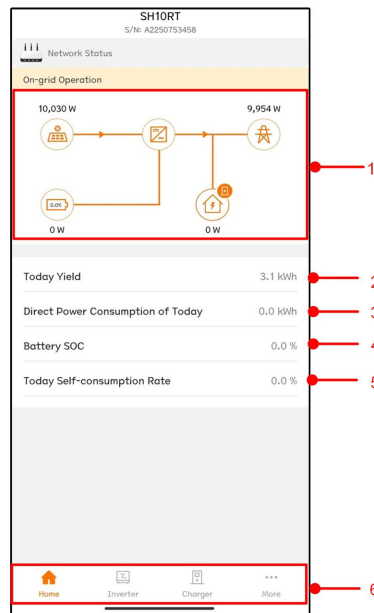 SH10RT
S/N: A2250753458
Network Status
On-grid Operation
10,030 W 9,954 W
1
0.0%
0 W 0 W
Today Yield 3.1 kWh 2
Direct Power Consumption of Today 0.0 kWh 3
Battery SOC 0.0 % 4
Today Self-consumption Rate 0.0 % 5
Home Inverter Charger More 6